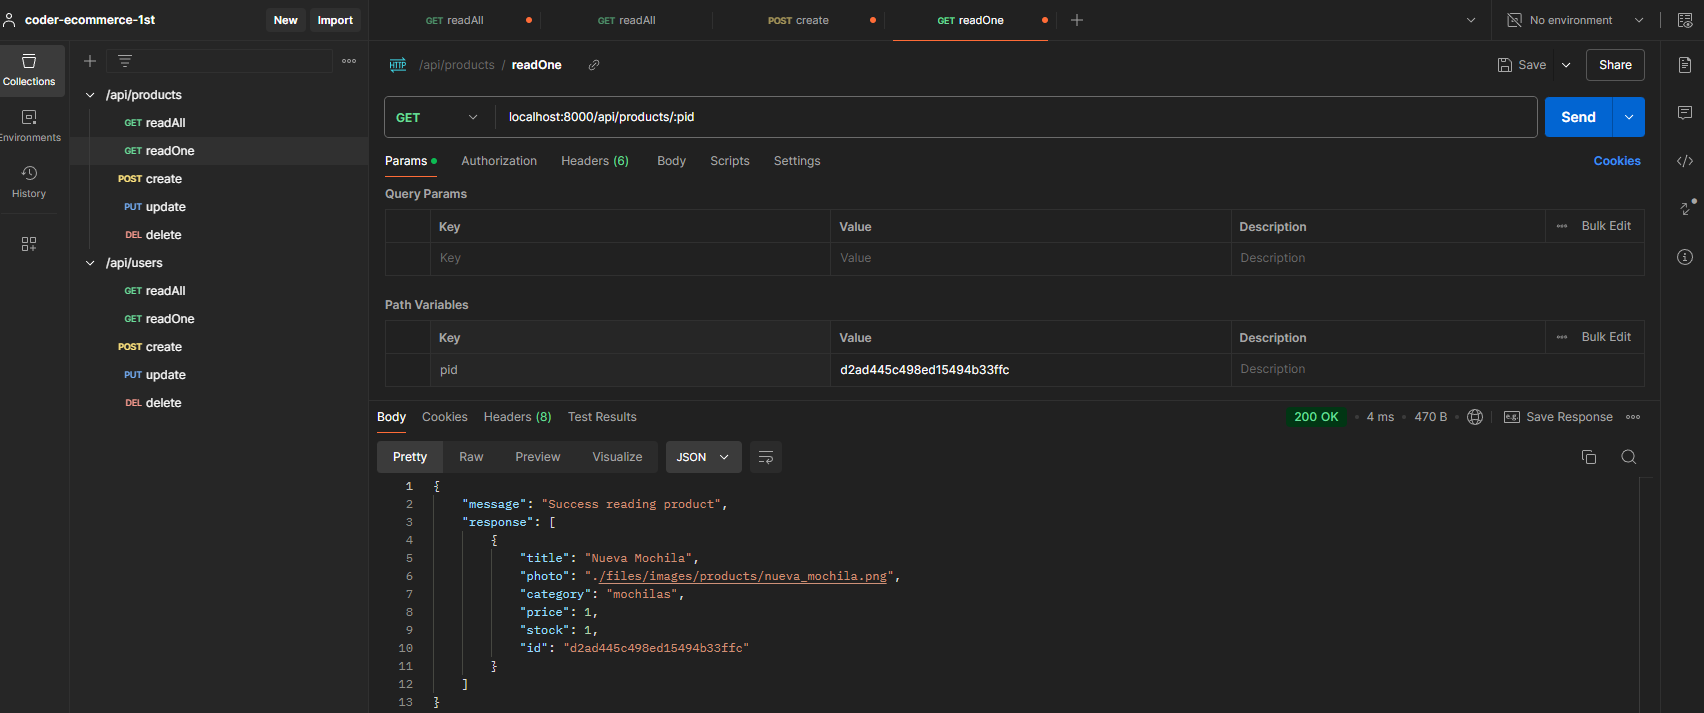 coder-ecommerce-1st
New
Import
GET readAll
GET readAll
POST create
GET readOne
No environment
Collections
Environments
History
/api/products
GET readAll
GET readOne
POST create
PUT update
DEL delete
/api/users
GET readAll
GET readOne
POST create
PUT update
DEL delete
HTTP /api/products / readOne
Save
Share
GET
localhost:8000/api/products/:pid
Send
Params
Authorization
Headers (6)
Body
Scripts
Settings
Cookies
Query Params
Key Value Description Bulk Edit
Key Value Description
Path Variables
Key Value Description Bulk Edit
pid d2ad445c498ed15494b33ffc Description
Body Cookies Headers (8) Test Results
200 OK • 4 ms • 470 B • e.g. Save Response
Pretty Raw Preview Visualize JSON
1 {
2 "message": "Success reading product",
3 "response": [
4 {
5 "title": "Nueva Mochila",
6 "photo": "./files/images/products/nueva_mochila.png",
7 "category": "mochilas",
8 "price": 1,
9 "stock": 1,
10 "id": "d2ad445c498ed15494b33ffc"
11 }
12 ]
13 }